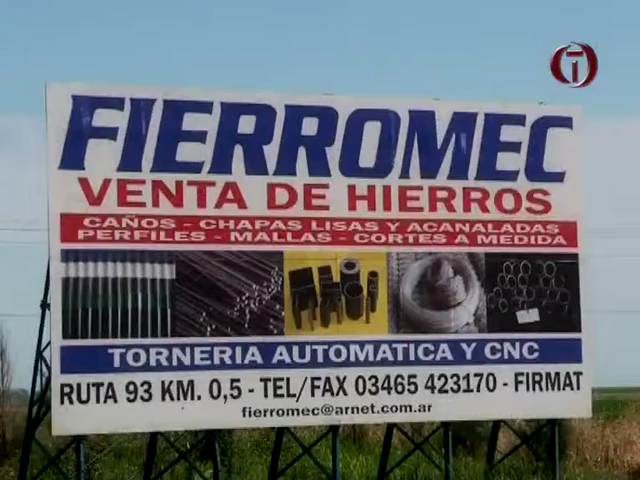 FIERROMEC
VENTA DE HIERROS
CAÑOS - CHAPAS LISAS Y ACANALADAS
PERFILES - MALLAS - CORTES A MEDIDA
TORNERIA AUTOMATICA Y CNC
RUTA 93 KM. 0,5 - TEL/FAX 03465 423170 - FIRMAT
fierromec@arnet.com.ar